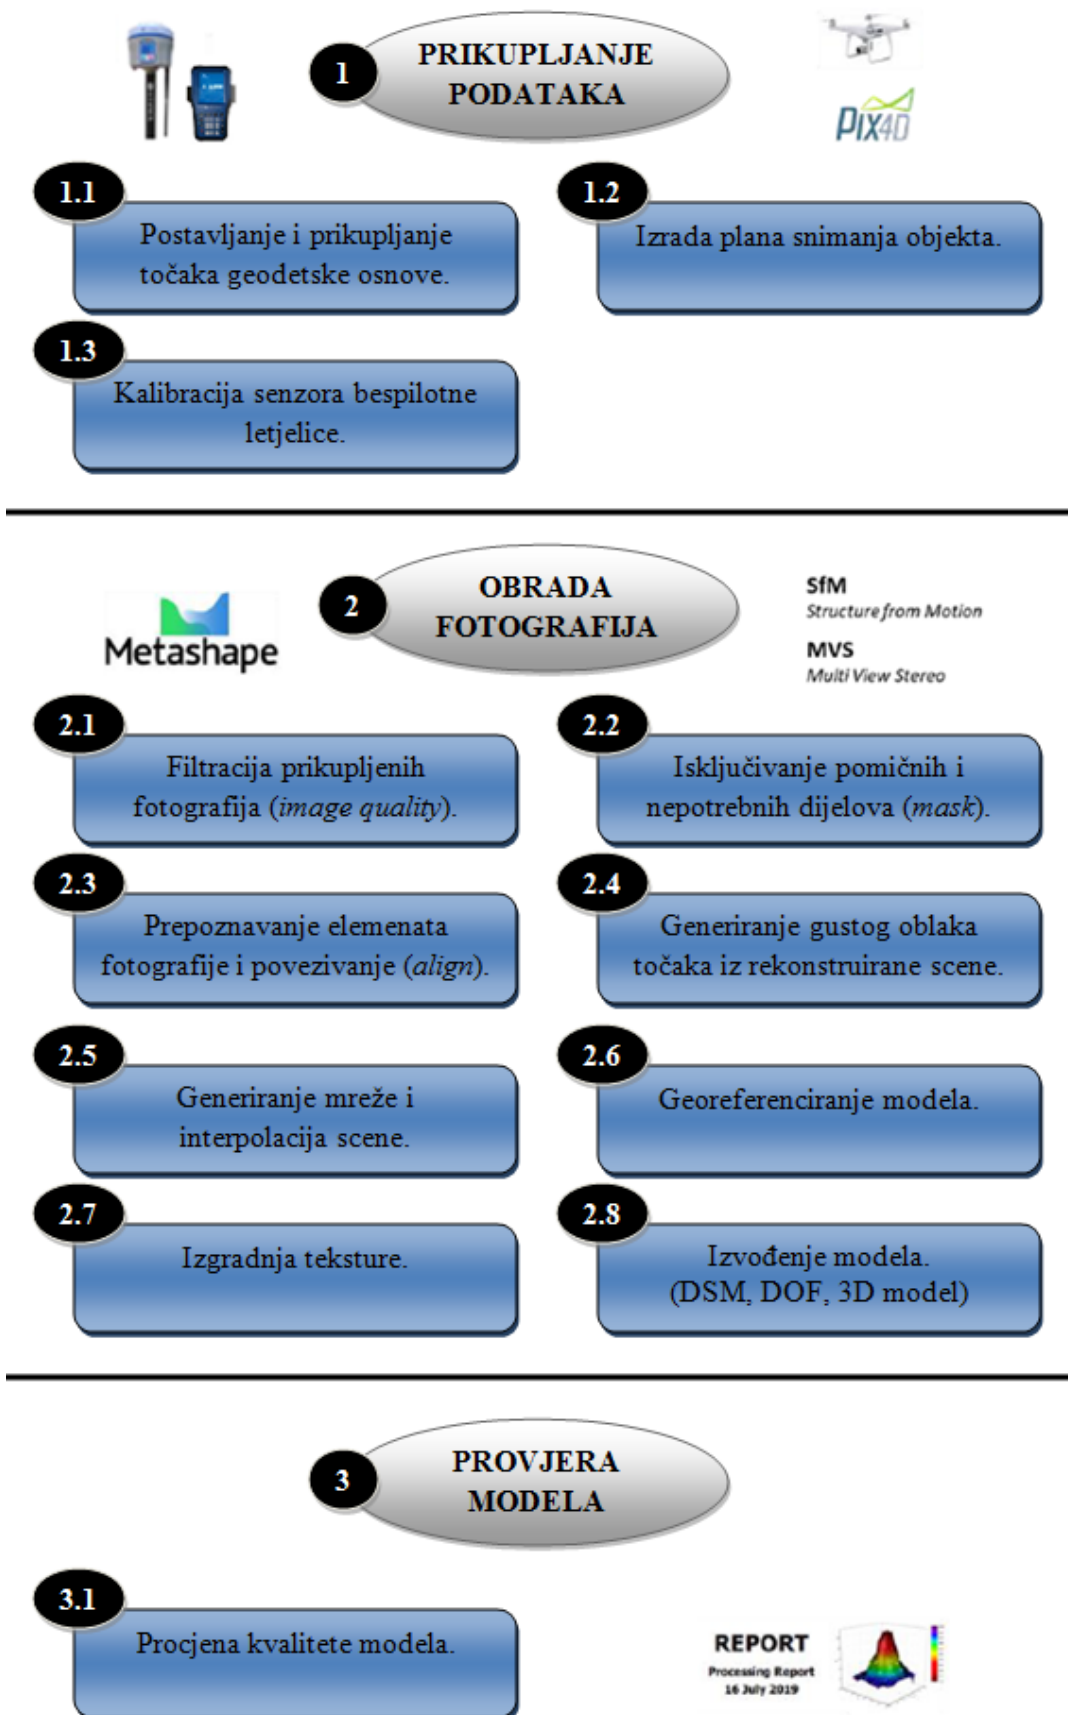 1
PRIKUPLJANJE
PODATAKA
PIX4D
1.1
Postavljanje i prikupljanje
točaka geodetske osnove.
1.2
Izrada plana snimanja objekta.
1.3
Kalibracija senzora bespilotne
letjelice.
Metashape
2
OBRADA
FOTOGRAFIJA
SfM
Structure from Motion
MVS
Multi View Stereo
2.1
Filtracija prikupljenih
fotografija (image quality).
2.2
Isključivanje pomičnih i
nepotrebnih dijelova (mask).
2.3
Prepoznavanje elemenata
fotografije i povezivanje (align).
2.4
Generiranje gustog oblaka
točaka iz rekonstruirane scene.
2.5
Generiranje mreže i
interpolacija scene.
2.6
Georeferenciranje modela.
2.7
Izgradnja teksture.
2.8
Izvođenje modela.
(DSM, DOF, 3D model)
3
PROVJERA
MODELA
3.1
Procjena kvalitete modela.
REPORT
Processing Report
16 July 2019